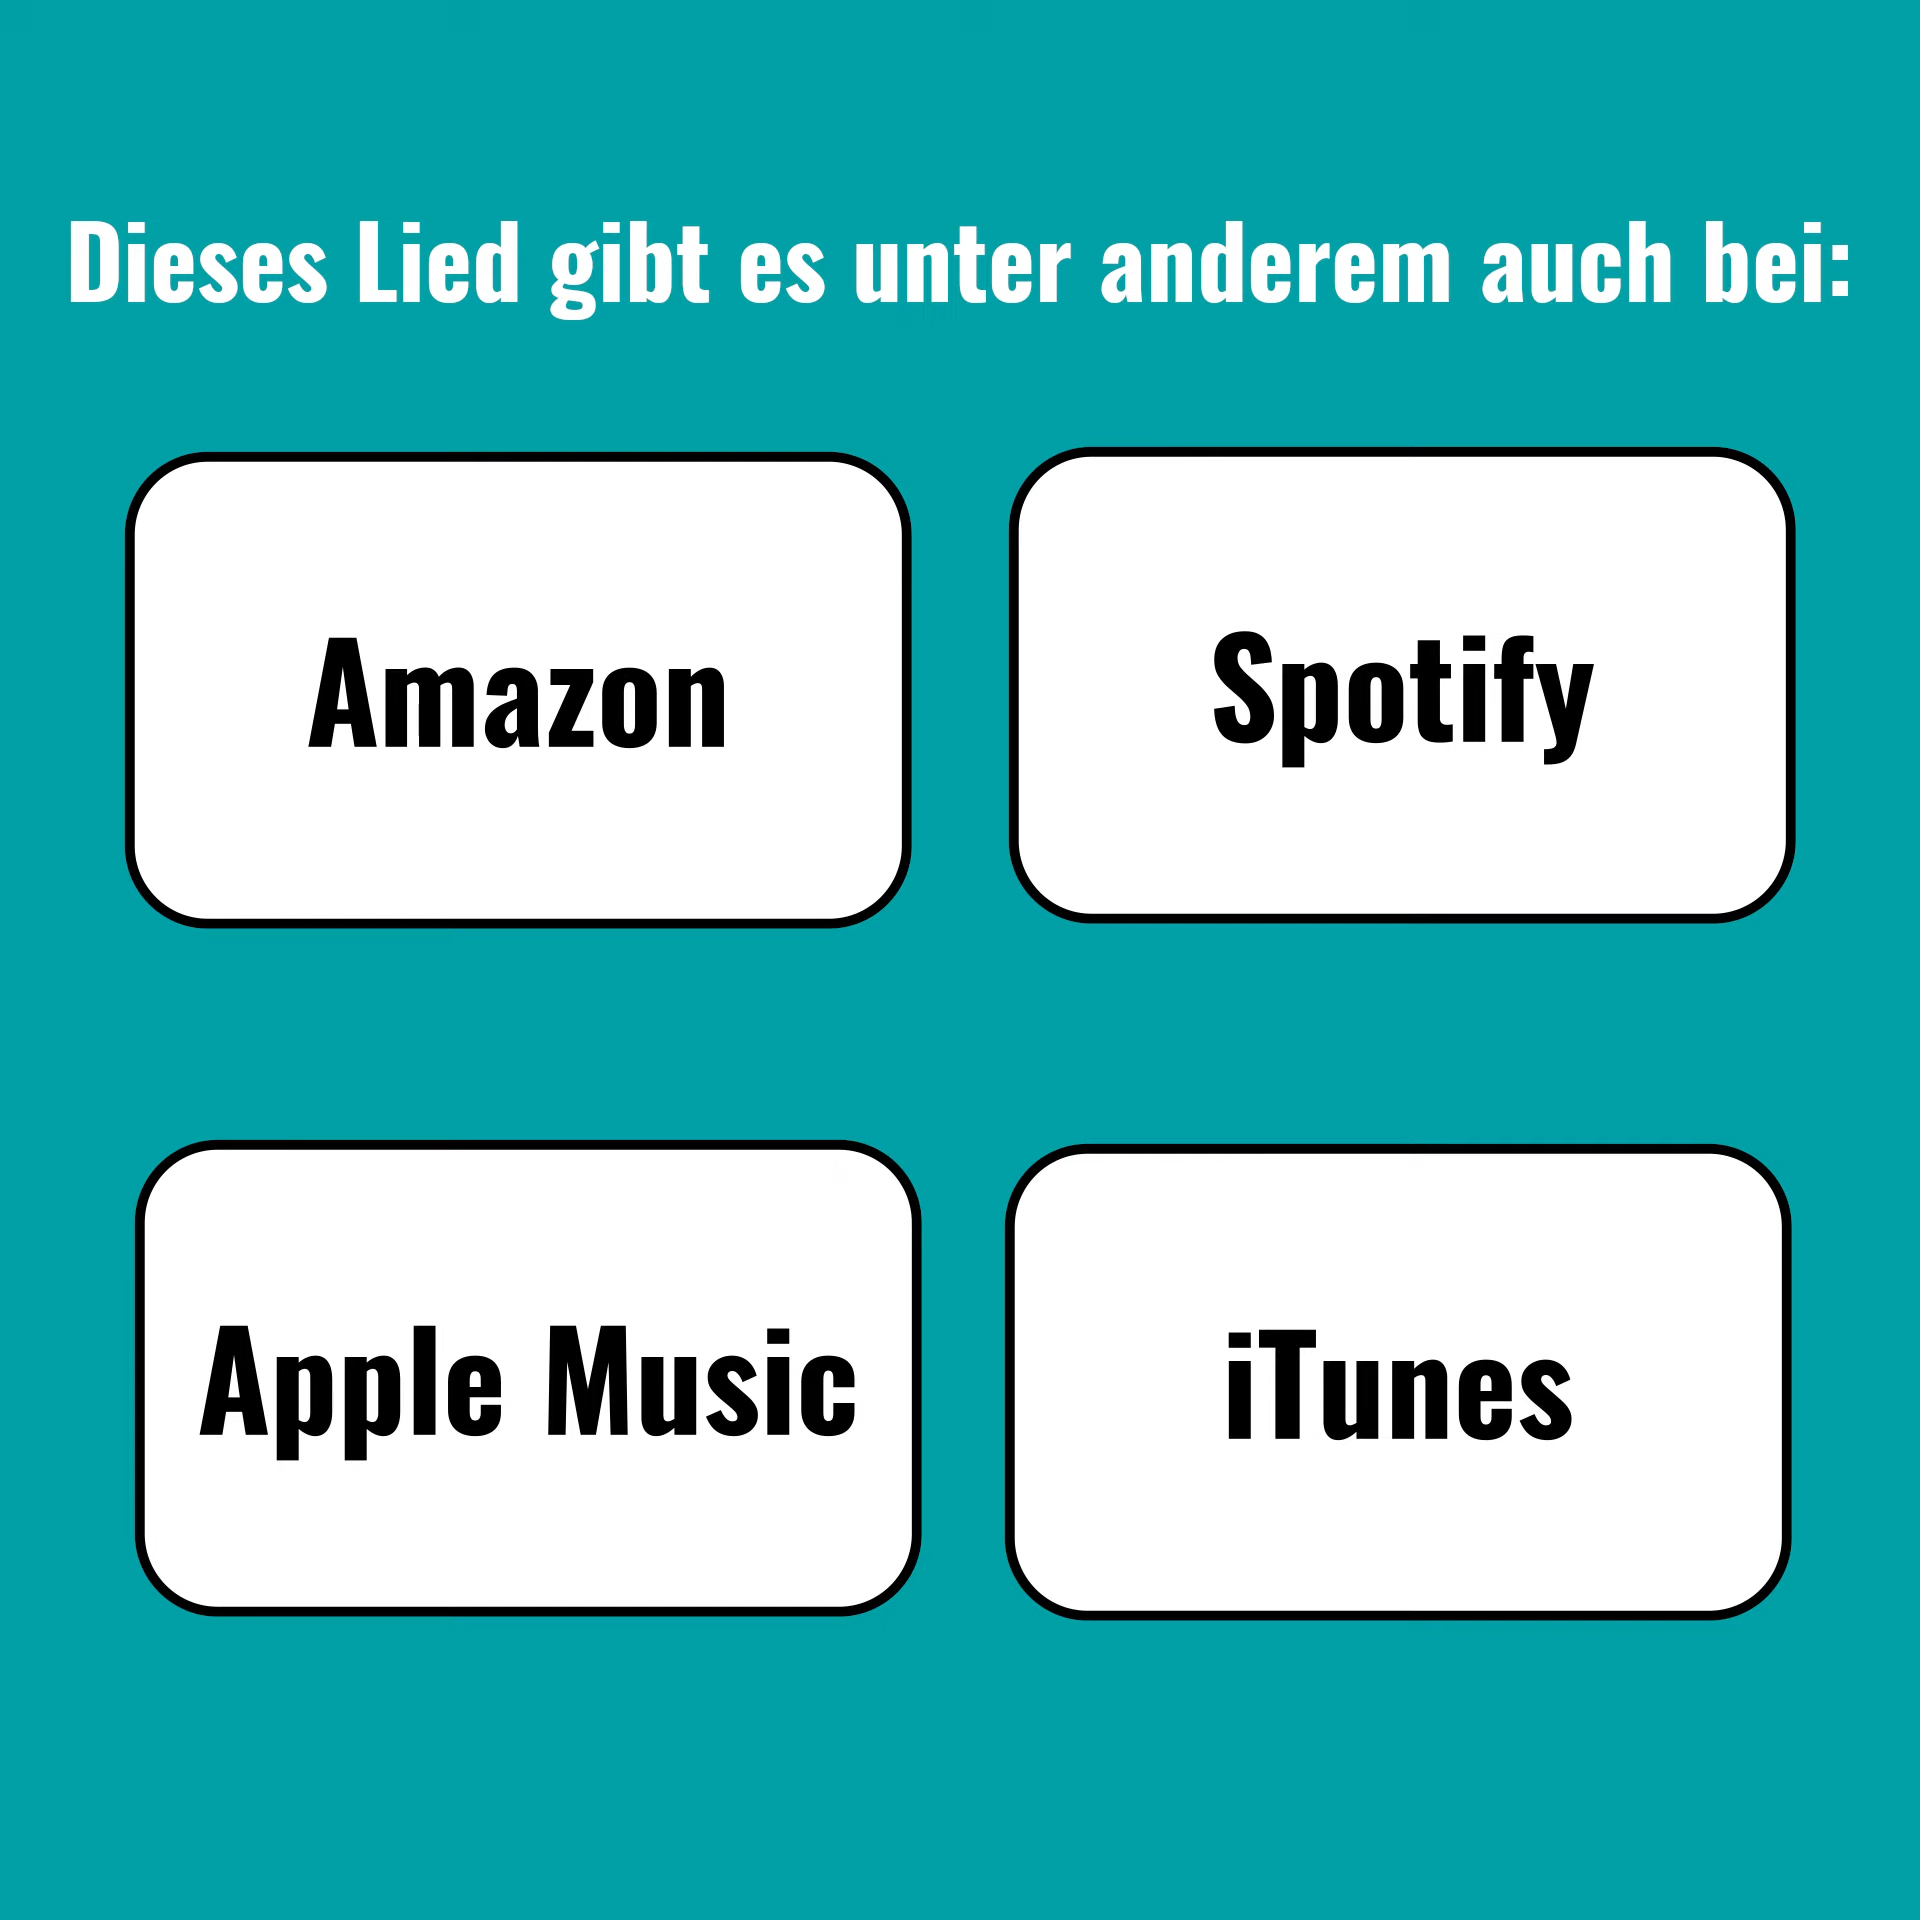 Dieses Lied gibt es unter anderem auch bei:
Amazon
Spotify
Apple Music
iTunes